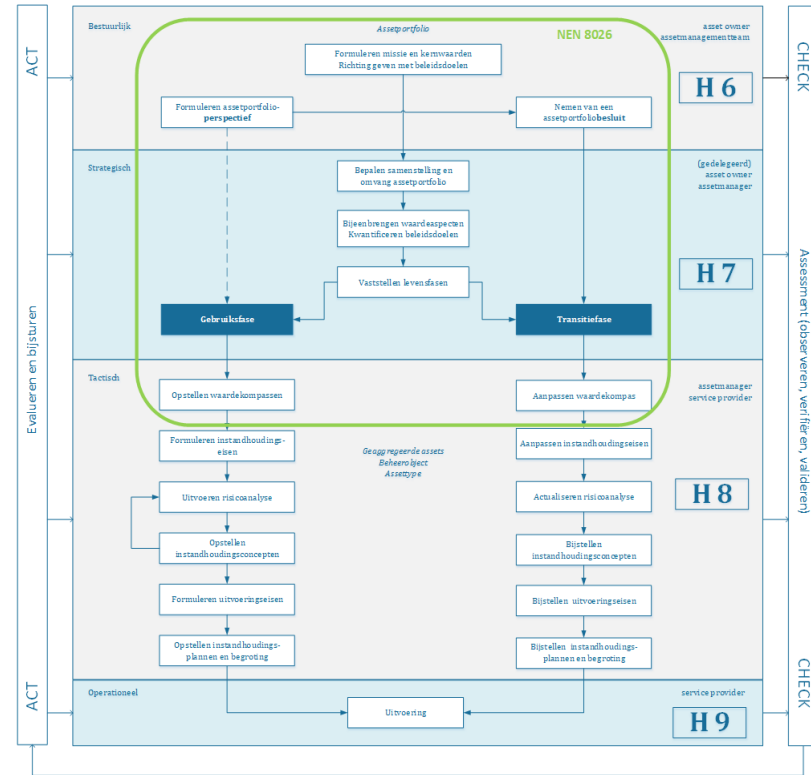 ACT
Bestuurlijk
Assetportfolio
NEN 8026
asset owner
assetmanagementteam
CHECK
Formuleren missie en kernwaarden
Richting geven met beleidsdoelen
H 6
Formuleren assetportfolio-
perspectief
Nemen van een
assetportfoliobesluit
Strategisch
(gedelegeerd)
asset owner
assetmanager
Bepalen samenstelling en
omvang assetportfolio
Bijeenbrengen waardeaspecten
Kwantificeren beleidsdoelen
H 7
Vaststellen levensfasen
Gebruiksfase
Transitiefase
Evalueren en bijsturen
Assessment (observeren, verifiëren, valideren)
Tactisch
assetmanager
service provider
Opstellen waardekompassen
Aanpassen waardekompas
Formuleren instandhoudings-
eisen
Aanpassen instandhoudingseisen
Geaggregeerde assets
Beheerobject
Assettype
H 8
Uitvoeren risicoanalyse
Actualiseren risicoanalyse
Opstellen
instandhoudingsconcepten
Bijstellen
instandhoudingsconcepten
Formuleren uitvoeringseisen
Bijstellen uitvoeringseisen
Opstellen instandhoudings-
plannen en begroting
Bijstellen instandhoudings-
plannen en begroting
ACT
CHECK
Operationeel
service provider
Uitvoering
H 9